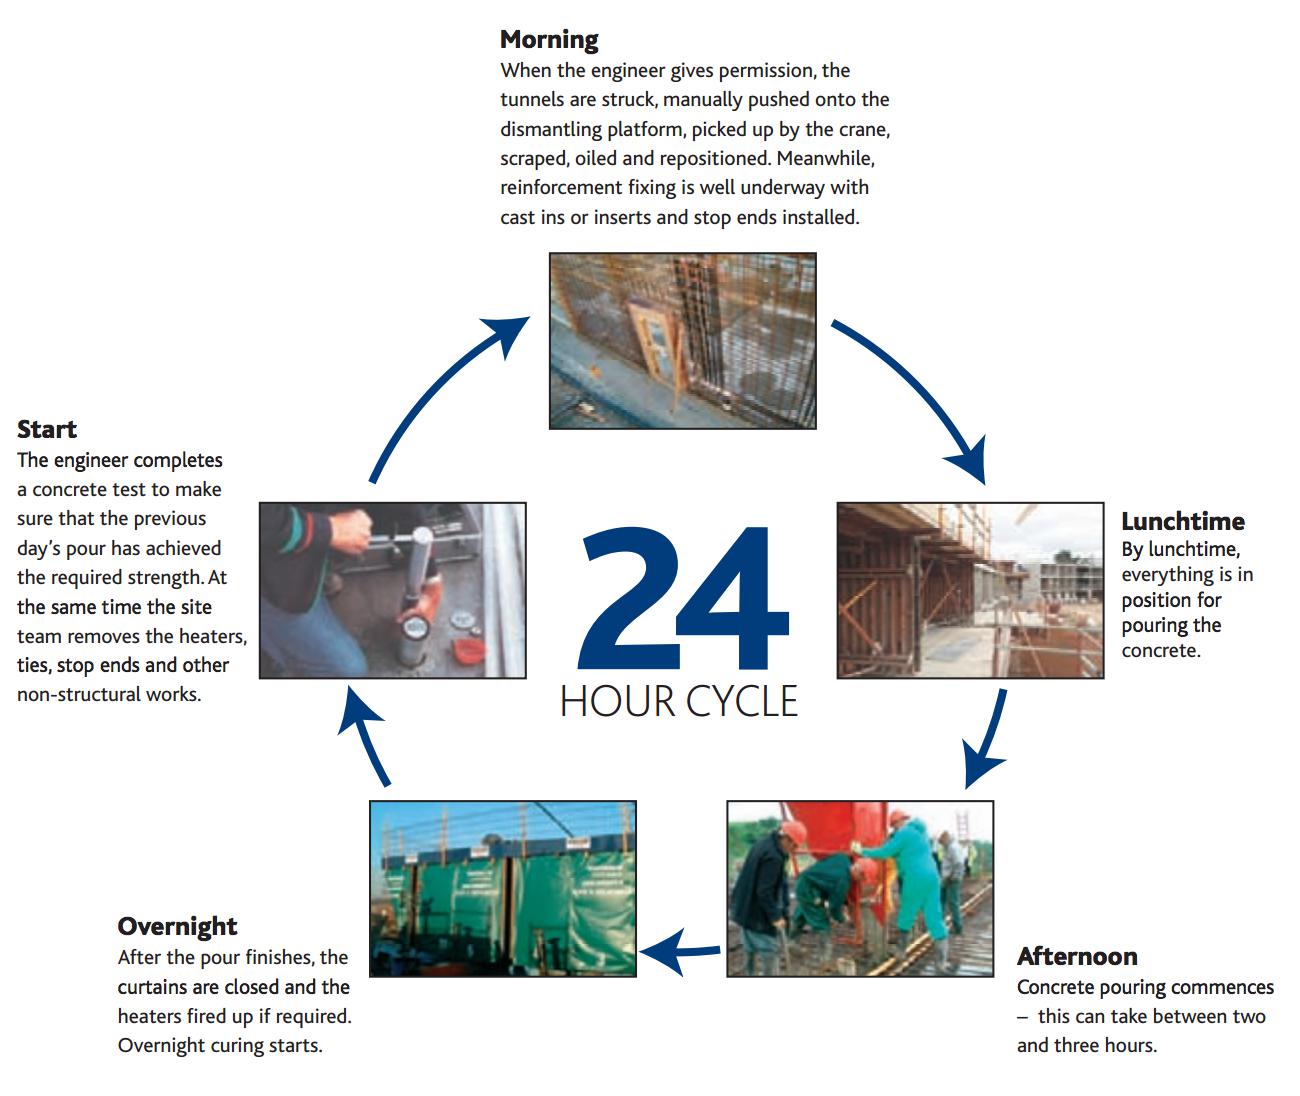 Morning
When the engineer gives permission, the
tunnels are struck, manually pushed onto the
dismantling platform, picked up by the crane,
scraped, oiled and repositioned. Meanwhile,
reinforcement fixing is well underway with
cast ins or inserts and stop ends installed.
Start
The engineer completes
a concrete test to make
sure that the previous
day's pour has achieved
the required strength. At
the same time the site
team removes the heaters,
ties, stop ends and other
non-structural works.
24
HOUR CYCLE
Lunchtime
By lunchtime,
everything is in
position for
pouring the
concrete.
Overnight
After the pour finishes, the
curtains are closed and the
heaters fired up if required.
Overnight curing starts.
Afternoon
Concrete pouring commences
– this can take between two
and three hours.